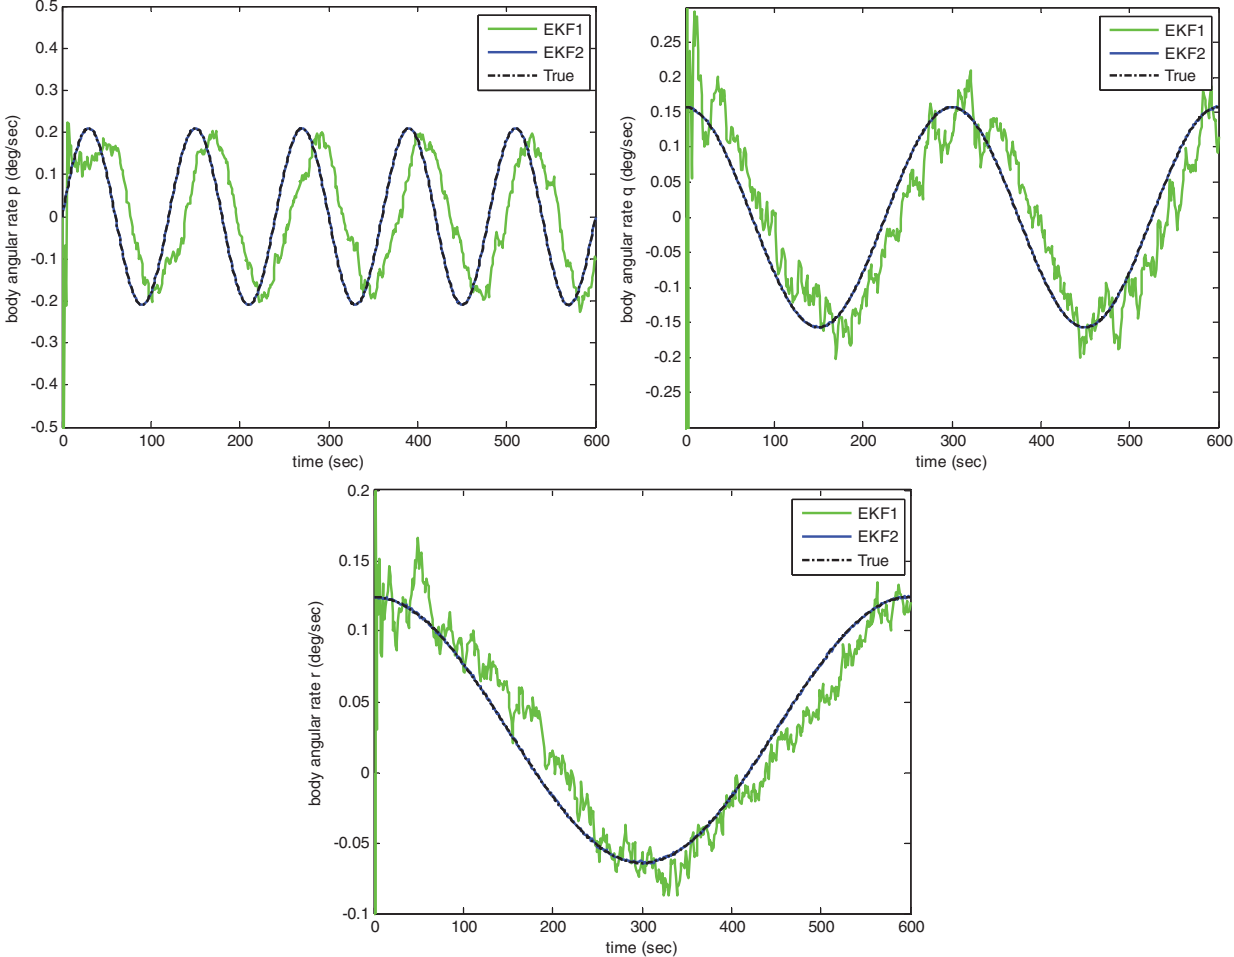 0.5
0.4
0.3
0.2
0.1
0
-0.1
-0.2
-0.3
-0.4
-0.5
body angular rate p (deg/sec)
0 100 200 300 400 500 600
time (sec)
EKF1
EKF2
True
0.25
0.2
0.15
0.1
0.05
0
-0.05
-0.1
-0.15
-0.2
-0.25
body angular rate q (deg/sec)
0 100 200 300 400 500 600
time (sec)
EKF1
EKF2
True
0.2
0.15
0.1
0.05
0
-0.05
-0.1
body angular rate r (deg/sec)
0 100 200 300 400 500 600
time (sec)
EKF1
EKF2
True